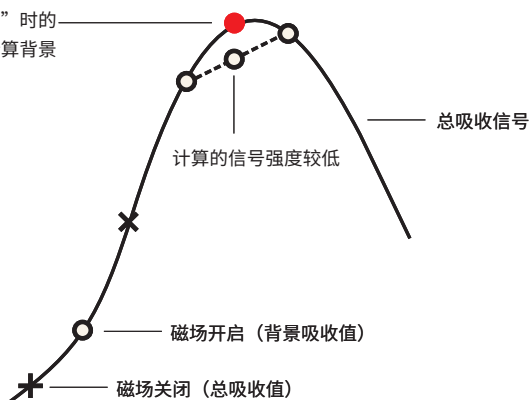 ”时的
算背景
总吸收信号
计算的信号强度较低
磁场开启（背景吸收值）
磁场关闭（总吸收值）